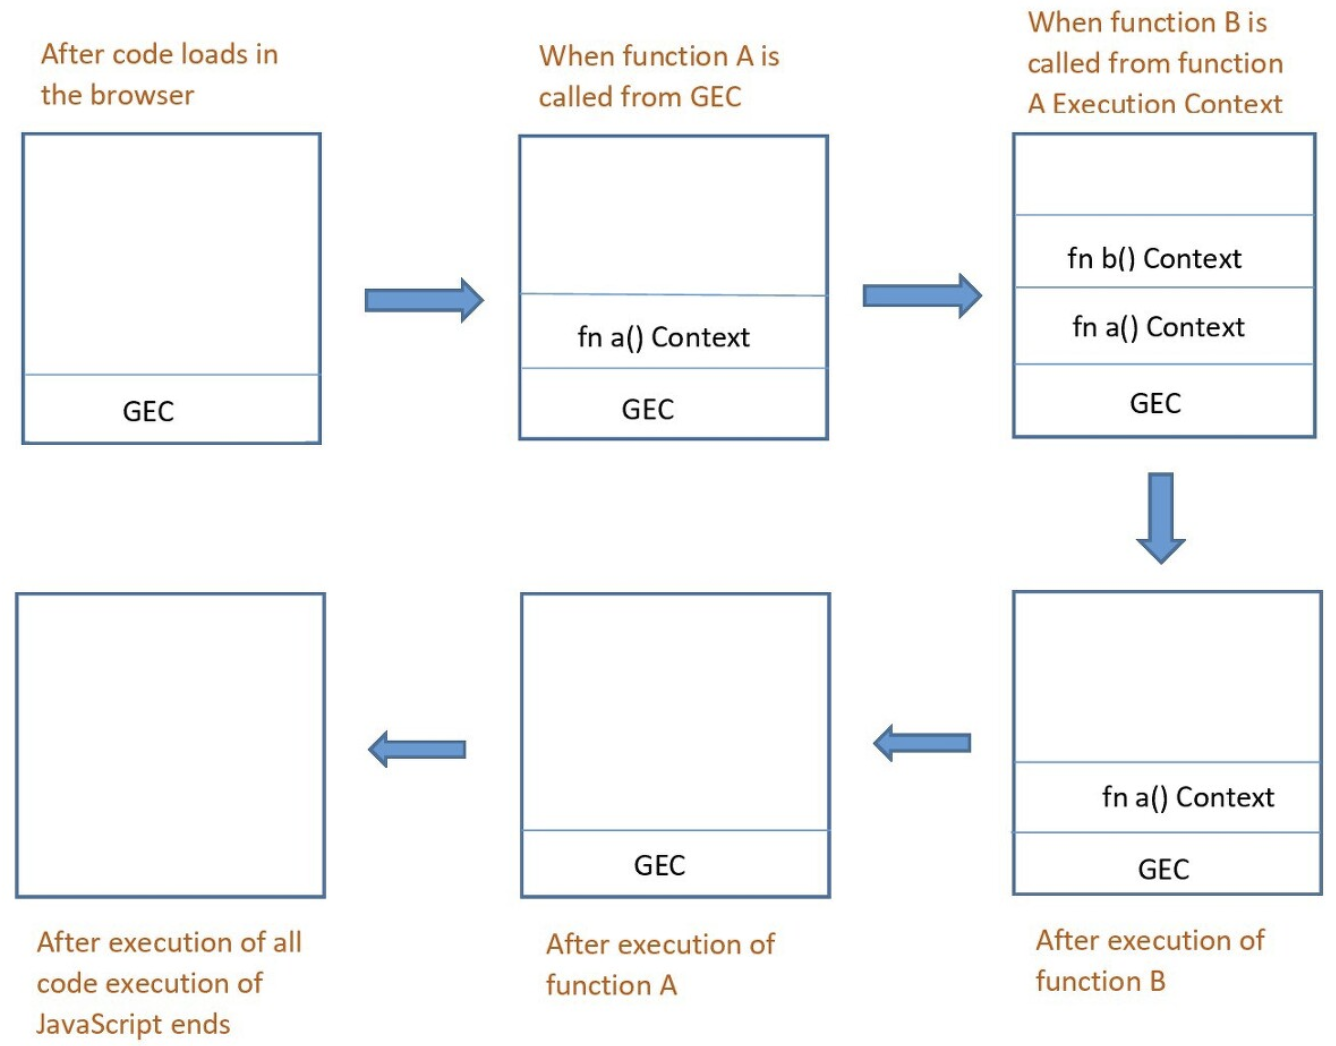 After code loads in
the browser
GEC
When function A is
called from GEC
fn a() Context
GEC
When function B is
called from function
A Execution Context
fn b() Context
fn a() Context
GEC
fn a() Context
GEC
After execution of
function B
GEC
After execution of
function A
After execution of all
code execution of
JavaScript ends